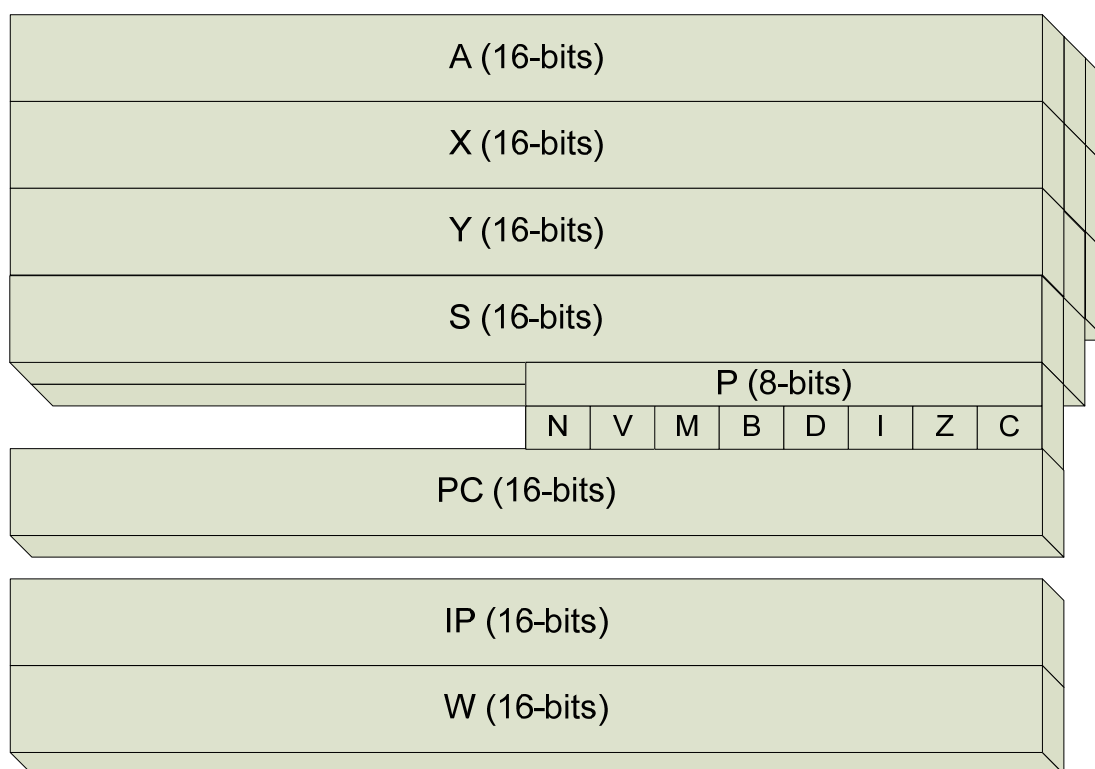 A (16-bits)
X (16-bits)
Y (16-bits)
S (16-bits)
P (8-bits)
N V M B D I Z C
PC (16-bits)
IP (16-bits)
W (16-bits)